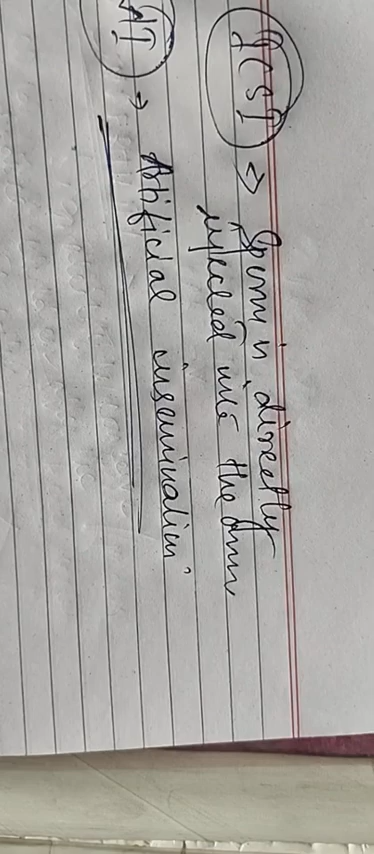 ICSI → Sperm is directly
injected into the ovum
AI → Artificial insemination